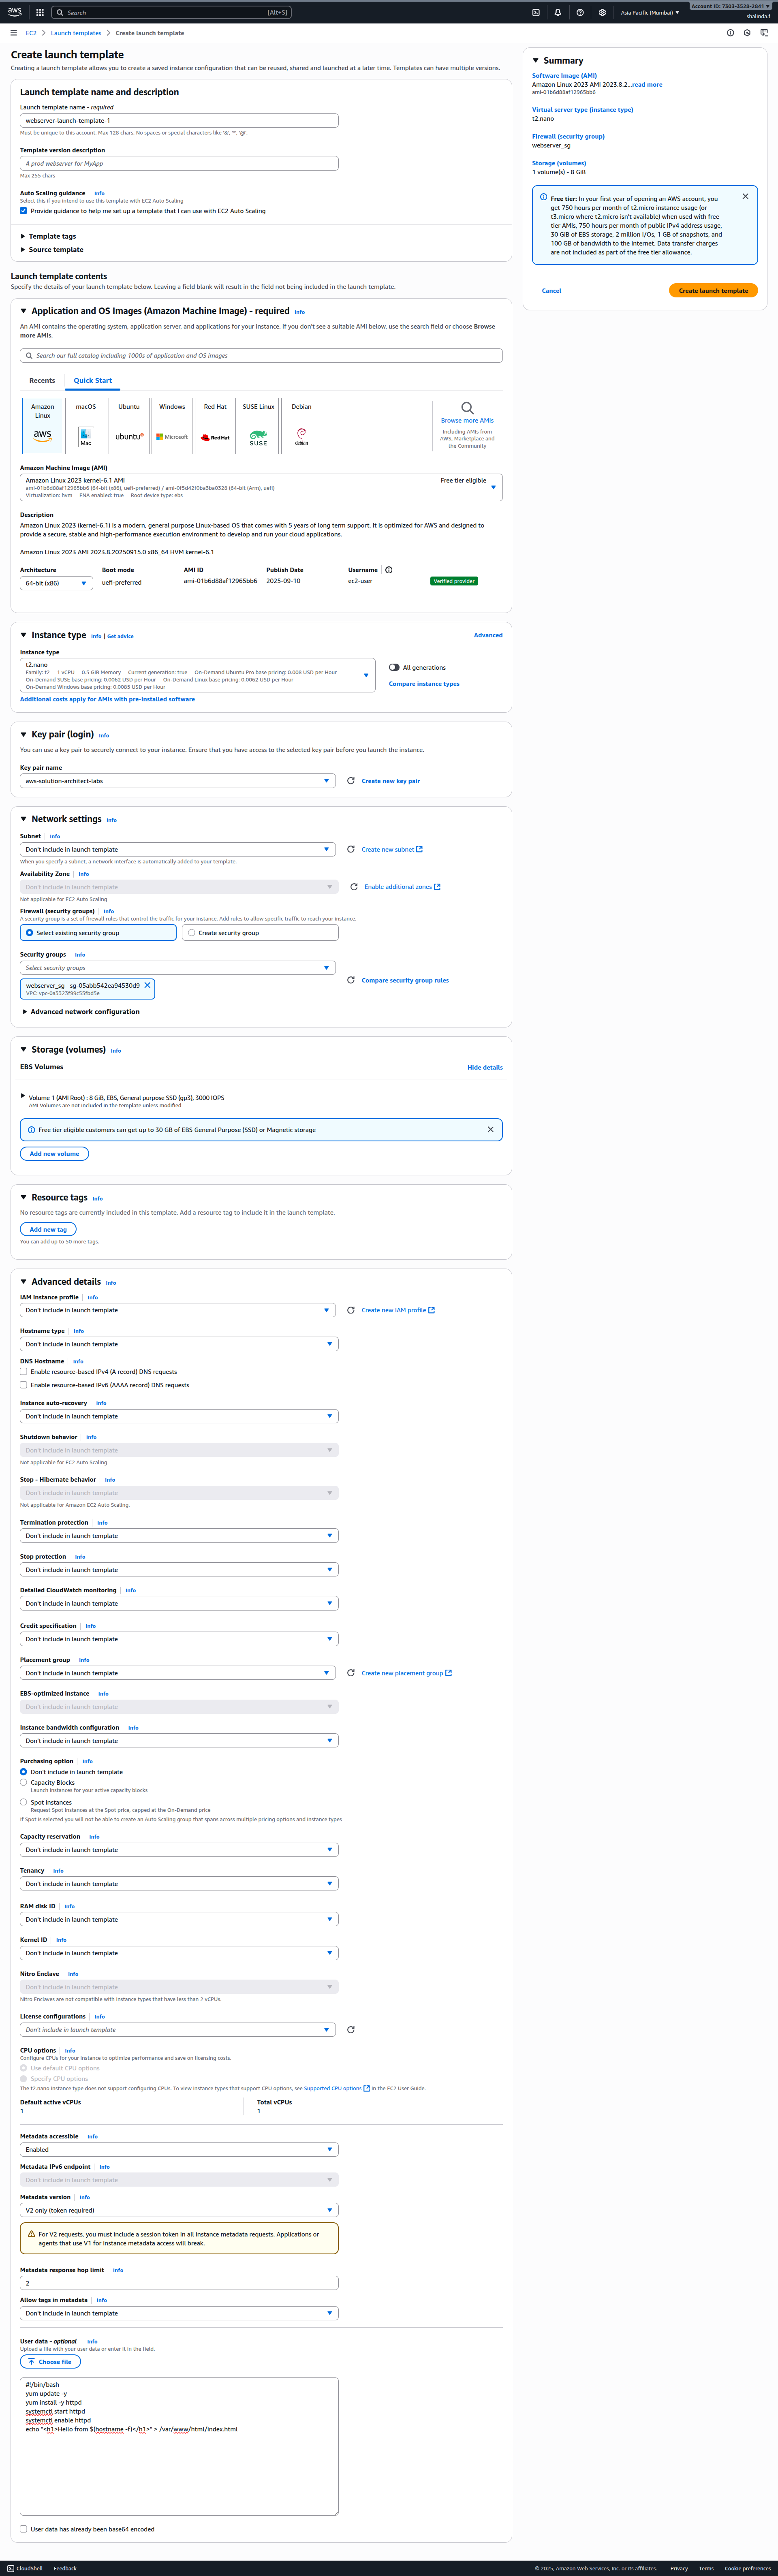 aws
Search
[Alt+S]
Asia Pacific (Mumbai)
shalinda.f
EC2
Launch templates
Create launch template
Create launch template
Creating a launch template allows you to create a saved instance configuration that can be reused, shared and launched at a later time. Templates can have multiple versions.
Launch template name and description
Launch template name - required
webserver-launch-template-1
Must be unique to this account. Max 128 chars. No spaces or special characters like '&', '*', '@'.
Template version description
A prod webserver for MyApp
Max 255 chars
Auto Scaling guidance Info
Select this if you intend to use this template with EC2 Auto Scaling
Provide guidance to help me set up a template that I can use with EC2 Auto Scaling
Template tags
Source template
Launch template contents
Specify the details of your launch template below. Leaving a field blank will result in the field not being included in the launch template.
Application and OS Images (Amazon Machine Image) - required Info
An AMI contains the operating system, application server, and applications for your instance. If you don't see a suitable AMI below, use the search field or choose Browse
more AMIs.
Search our full catalog including 1000s of application and OS images
Recents
Quick Start
Amazon
Linux
aws
macOS
Mac
Ubuntu
ubuntu
Windows
Microsoft
Red Hat
Red Hat
SUSE Linux
SUSE
Debian
debian
Browse more AMIs
Including AMIs from
AWS, Marketplace and
the Community
Amazon Machine Image (AMI)
Amazon Linux 2023 kernel-6.1 AMI
Free tier eligible
ami-01b6d88af12965bb6 (64-bit (x86), uefi-preferred) / ami-0f5d42f0ba3ba0328 (64-bit (Arm), uefi)
Virtualization: hvm ENA enabled: true Root device type: ebs
Description
Amazon Linux 2023 (kernel-6.1) is a modern, general purpose Linux-based OS that comes with 5 years of long term support. It is optimized for AWS and designed to
provide a secure, stable and high-performance execution environment to develop and run your cloud applications.
Amazon Linux 2023 AMI 2023.8.20250915.0 x86_64 HVM kernel-6.1
Architecture
64-bit (x86)
Boot mode
uefi-preferred
AMI ID
ami-01b6d88af12965bb6
Publish Date
2025-09-10
Username
ec2-user
Verified provider
Instance type Info | Get advice
Advanced
Instance type
t2.nano
Family: t2 1 vCPU 0.5 GiB Memory Current generation: true On-Demand Ubuntu Pro base pricing: 0.008 USD per Hour
On-Demand SUSE base pricing: 0.0062 USD per Hour On-Demand Linux base pricing: 0.0062 USD per Hour
On-Demand Windows base pricing: 0.0085 USD per Hour
All generations
Compare instance types
Additional costs apply for AMIs with pre-installed software
Key pair (login) Info
You can use a key pair to securely connect to your instance. Ensure that you have access to the selected key pair before you launch the instance.
Key pair name
aws-solution-architect-labs
Create new key pair
Network settings Info
Subnet Info
Don't include in launch template
Create new subnet
When you specify a subnet, a network interface is automatically added to your template.
Availability Zone Info
Don't include in launch template
Enable additional zones
Not applicable for EC2 Auto Scaling
Firewall (security groups) Info
A security group is a set of firewall rules that control the traffic for your instance. Add rules to allow specific traffic to reach your instance.
Select existing security group
Create security group
Security groups Info
Select security groups
webserver_sg sg-05abb542ea94530d9
Compare security group rules
Advanced network configuration
Storage (volumes) Info
EBS Volumes
Hide details
Volume 1 (AMI Root) : 8 GiB, EBS, General purpose SSD (gp3), 3000 IOPS
AMI Volumes are not included in the template unless modified
Free tier eligible customers can get up to 30 GB of EBS General Purpose (SSD) or Magnetic storage
Add new volume
Resource tags Info
No resource tags are currently included in this template. Add a resource tag to include it in the launch template.
Add new tag
You can add up to 50 more tags.
Advanced details Info
IAM instance profile Info
Don't include in launch template
Create new IAM profile
Hostname type Info
Don't include in launch template
DNS Hostname Info
Enable resource-based IPv4 (A record) DNS requests
Enable resource-based IPv6 (AAAA record) DNS requests
Instance auto-recovery Info
Don't include in launch template
Shutdown behavior Info
Don't include in launch template
Not applicable for EC2 Auto Scaling
Stop - Hibernate behavior Info
Don't include in launch template
Not applicable for Amazon EC2 Auto Scaling.
Termination protection Info
Don't include in launch template
Stop protection Info
Don't include in launch template
Detailed CloudWatch monitoring Info
Don't include in launch template
Credit specification Info
Don't include in launch template
Placement group Info
Don't include in launch template
Create new placement group
EBS-optimized instance Info
Don't include in launch template
Instance bandwidth configuration Info
Don't include in launch template
Purchasing option Info
Don't include in launch template
Capacity Blocks
Launch instances for your active capacity blocks
Spot instances
Request Spot Instances at the Spot price, capped at the On-Demand price
If Spot is selected you will not be able to create an Auto Scaling group that spans across multiple pricing options and instance types
Capacity reservation Info
Don't include in launch template
Tenancy Info
Don't include in launch template
RAM disk ID Info
Don't include in launch template
Kernel ID Info
Don't include in launch template
Nitro Enclave Info
Don't include in launch template
Nitro Enclaves are not compatible with instance types that have less than 2 vCPUs.
License configurations Info
Don't include in launch template
CPU options Info
Configure CPUs for your instance to optimize performance and save on licensing costs.
Use default CPU options
Specify CPU options
The t2.nano instance type does not support configuring CPUs. To view instance types that support CPU options, see Supported CPU options in the EC2 User Guide.
Default active vCPUs
1
Total vCPUs
1
Metadata accessible Info
Enabled
Metadata IPv6 endpoint Info
Don't include in launch template
Metadata version Info
V2 only (token required)
For V2 requests, you must include a session token in all instance metadata requests. Applications or
agents that use V1 for instance metadata access will break.
Metadata response hop limit Info
2
Allow tags in metadata Info
Don't include in launch template
User data - optional Info
Upload a file with your user data or enter it in the field.
Choose file
#!/bin/bash
yum update -y
yum install -y httpd
systemctl start httpd
systemctl enable httpd
echo "<h1>Hello from $(hostname -f)</h1>" > /var/www/html/index.html
User data has already been base64 encoded
Summary
Software Image (AMI)
Amazon Linux 2023 AMI 2023.8.2...read more
ami-01b6d88af12965bb6
Virtual server type (instance type)
t2.nano
Firewall (security group)
webserver_sg
Storage (volumes)
1 volume(s) - 8 GiB
Free tier: In your first year of opening an AWS account, you
get 750 hours per month of t2.micro instance usage (or
t3.micro where t2.micro isn't available) when used with free
tier AMIs, 750 hours per month of public IPv4 address usage,
30 GiB of EBS storage, 2 million I/Os, 1 GB of snapshots, and
100 GB of bandwidth to the internet. Data transfer charges
are not included as part of the free tier allowance.
Cancel
Create launch template
CloudShell
Feedback
© 2025, Amazon Web Services, Inc. or its affiliates.
Privacy
Terms
Cookie preferences